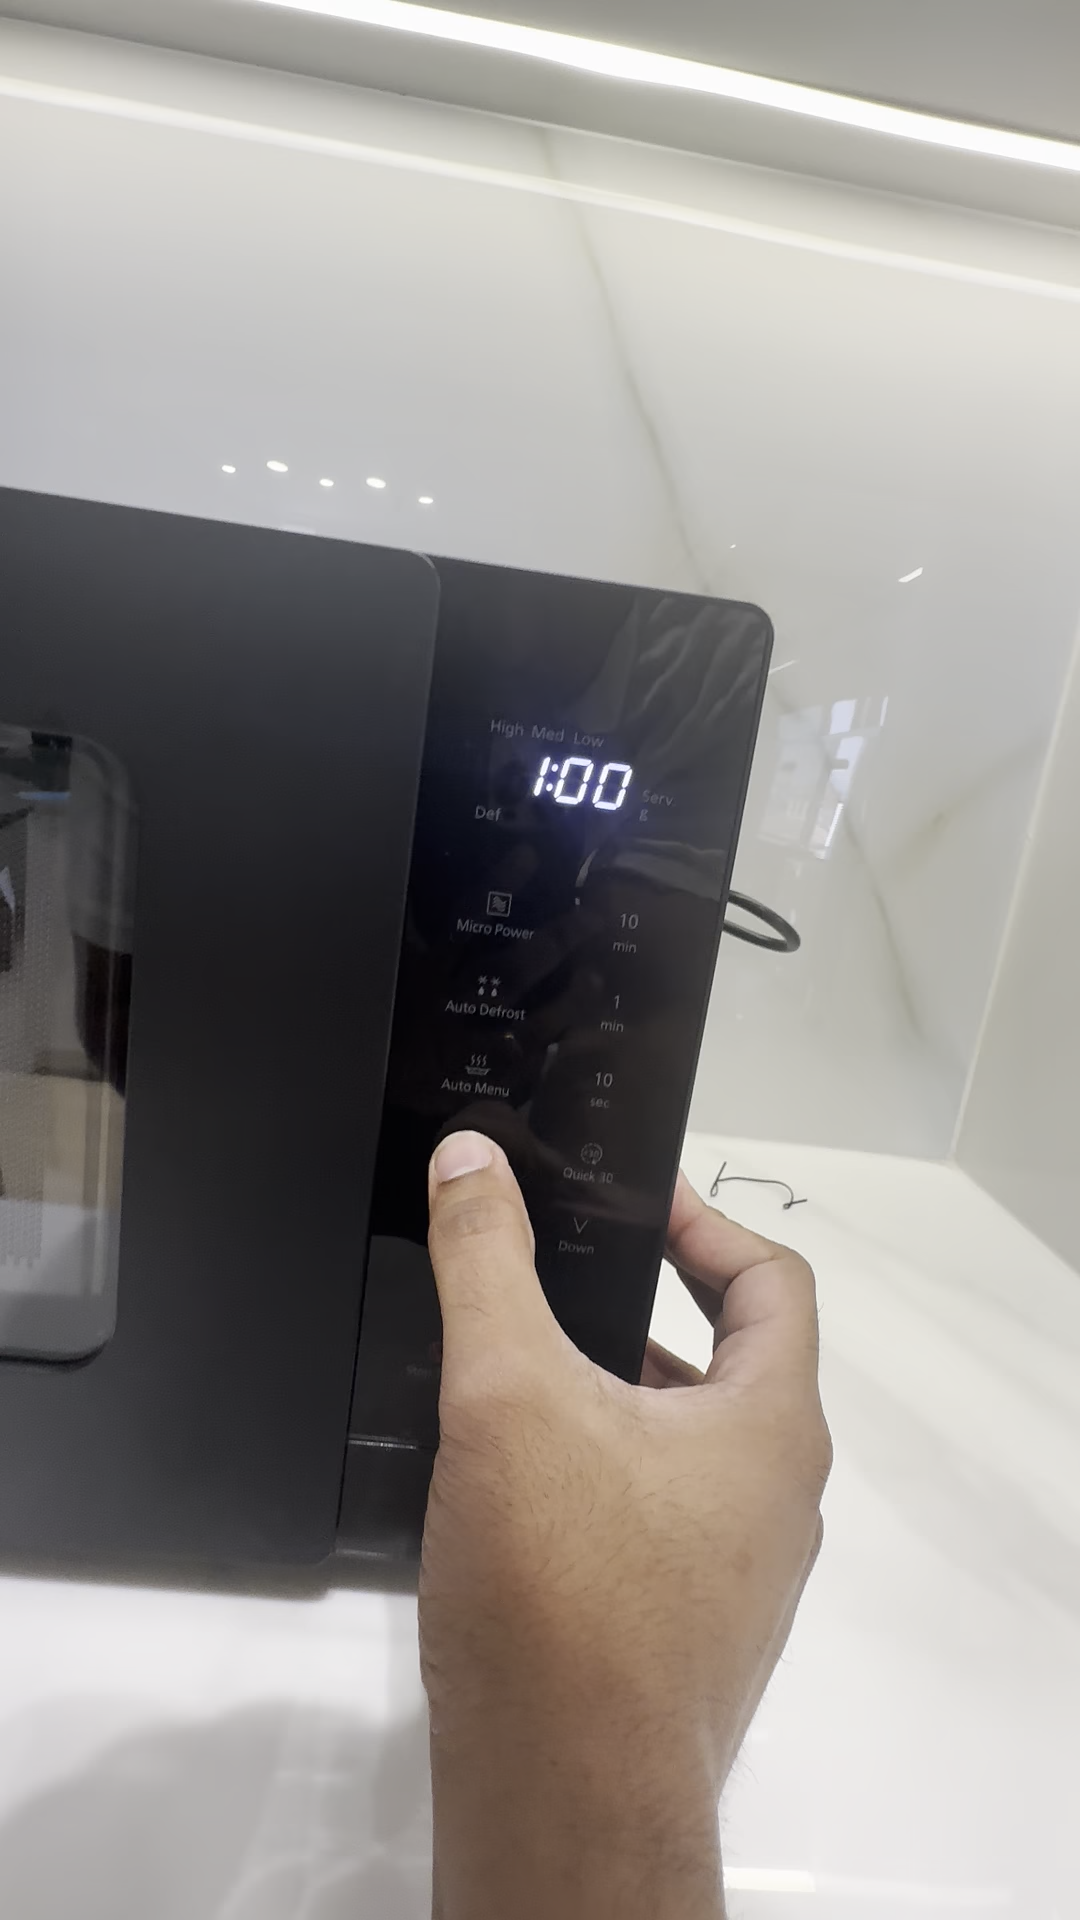 High Med Low
1:00
Serv.
g
Def
Micro Power
10
min
Auto Defrost
1
min
Auto Menu
10
sec
Quick 30
Down